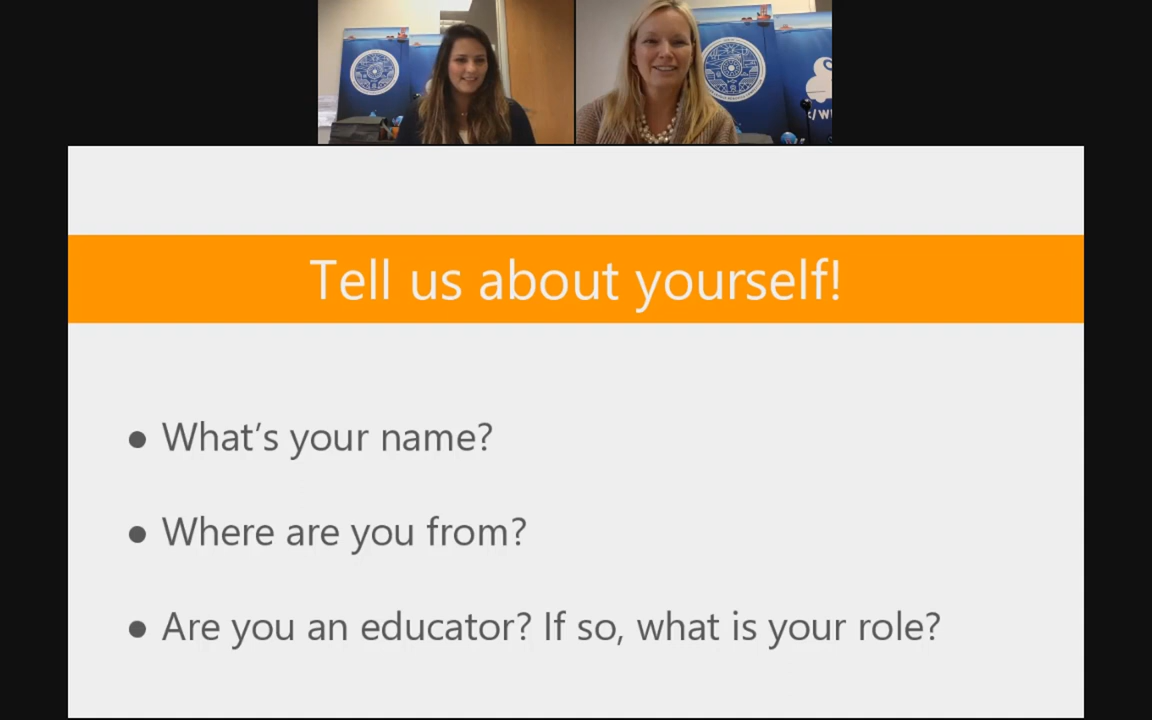 Tell us about yourself!
● What's your name?
● Where are you from?
● Are you an educator? If so, what is your role?